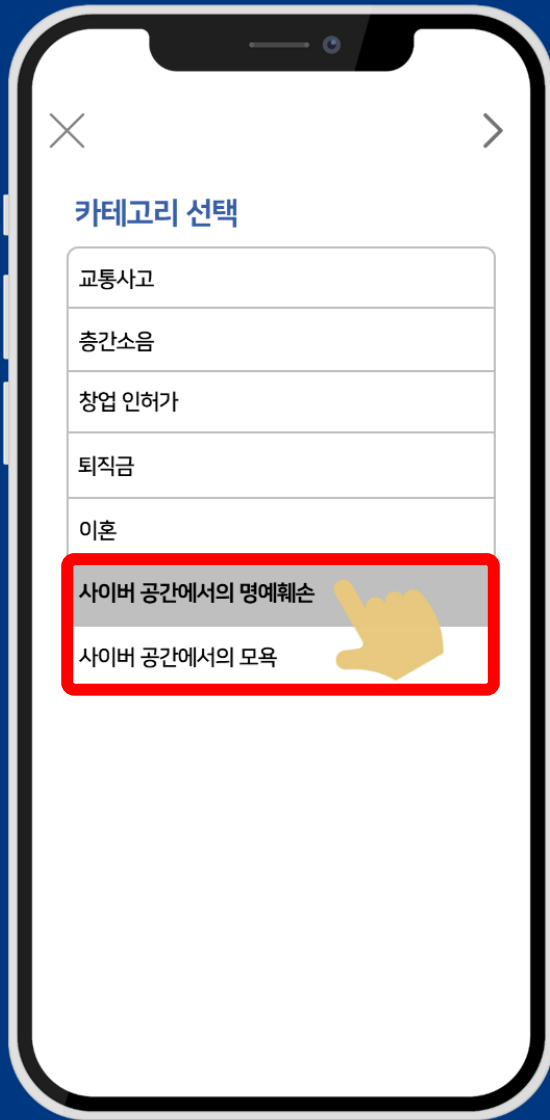 카테고리 선택
교통사고
층간소음
창업 인허가
퇴직금
이혼
사이버 공간에서의 명예훼손
사이버 공간에서의 모욕